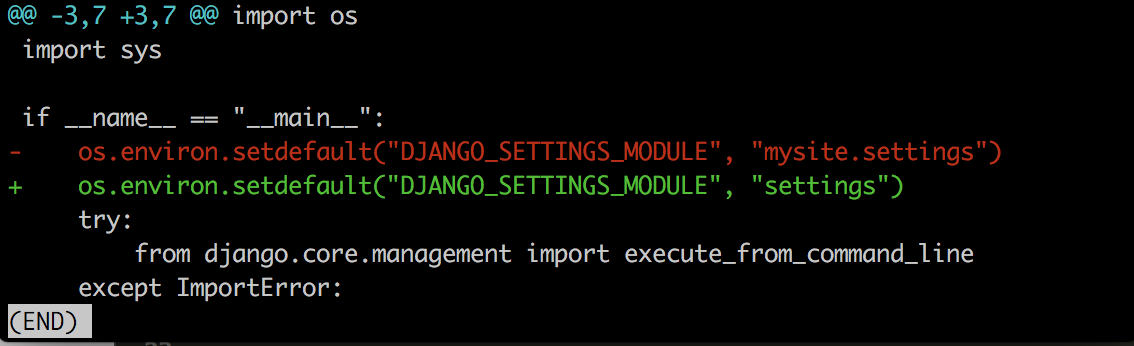 @@ -3,7 +3,7 @@ import os
 import sys

 if __name__ == "__main__":
-    os.environ.setdefault("DJANGO_SETTINGS_MODULE", "mysite.settings")
+    os.environ.setdefault("DJANGO_SETTINGS_MODULE", "settings")
     try:
         from django.core.management import execute_from_command_line
     except ImportError:
(END)